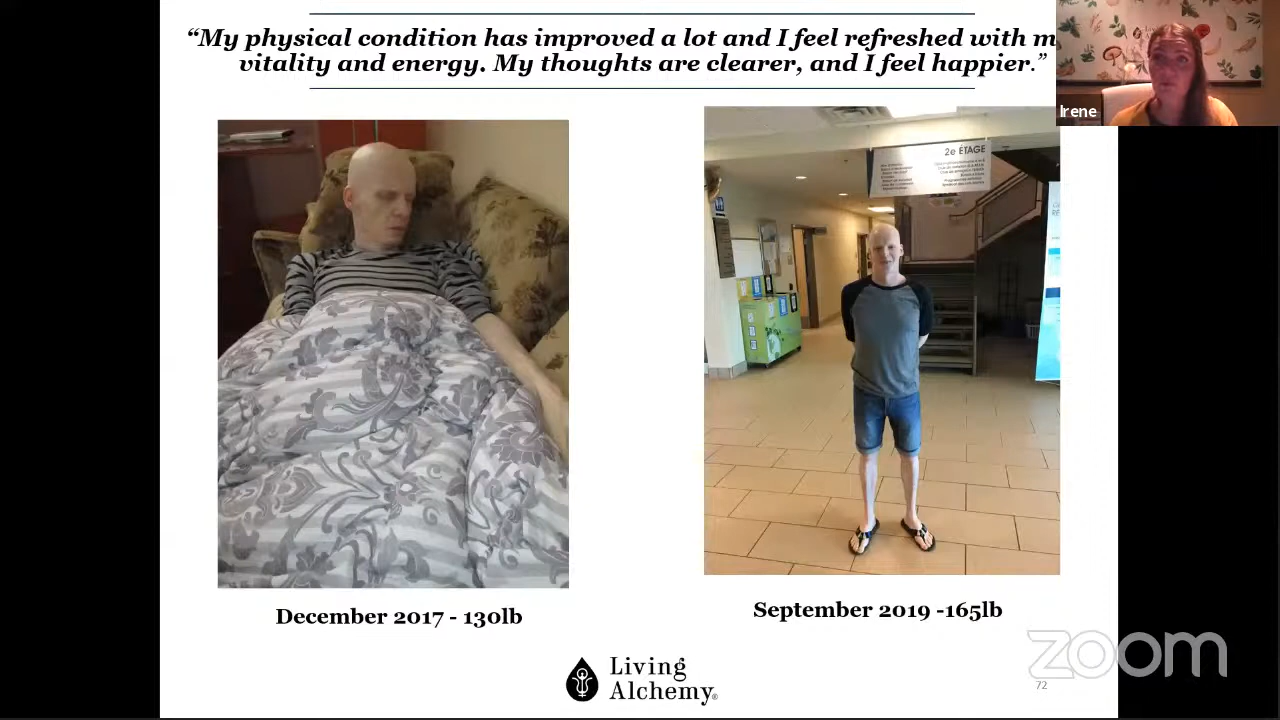 “My physical condition has improved a lot and I feel refreshed with m
vitality and energy. My thoughts are clearer, and I feel happier.”
Irene
2e ÉTAGE
December 2017 - 130lb
September 2019 -165lb
Living
Alchemy®
zoom
72